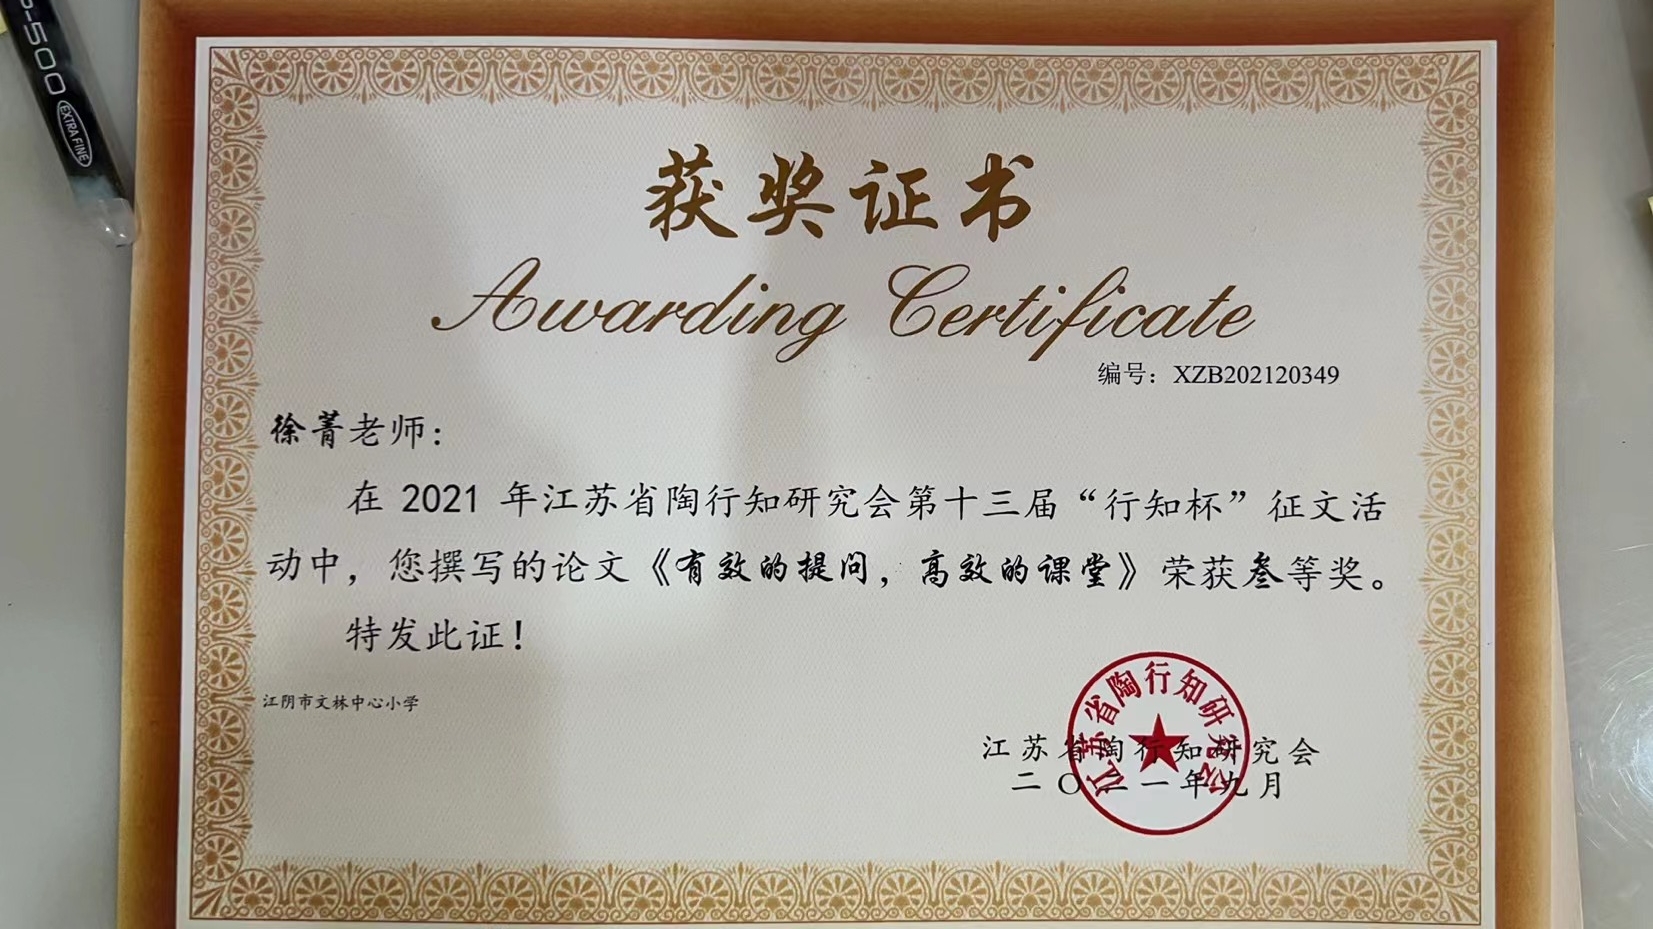 -500
EXTRA FINE
获奖证书
Awarding Certificate
编号：XZB202120349
徐菁老师：
在 2021 年江苏省陶行知研究会第十三届“行知杯”征文活
动中，您撰写的论文《有效的提问，高效的课堂》荣获叁等奖。
特发此证！
江阴市文林中心小学
江苏省陶行知研究会
江苏省陶行知研究会
二〇二一年九月